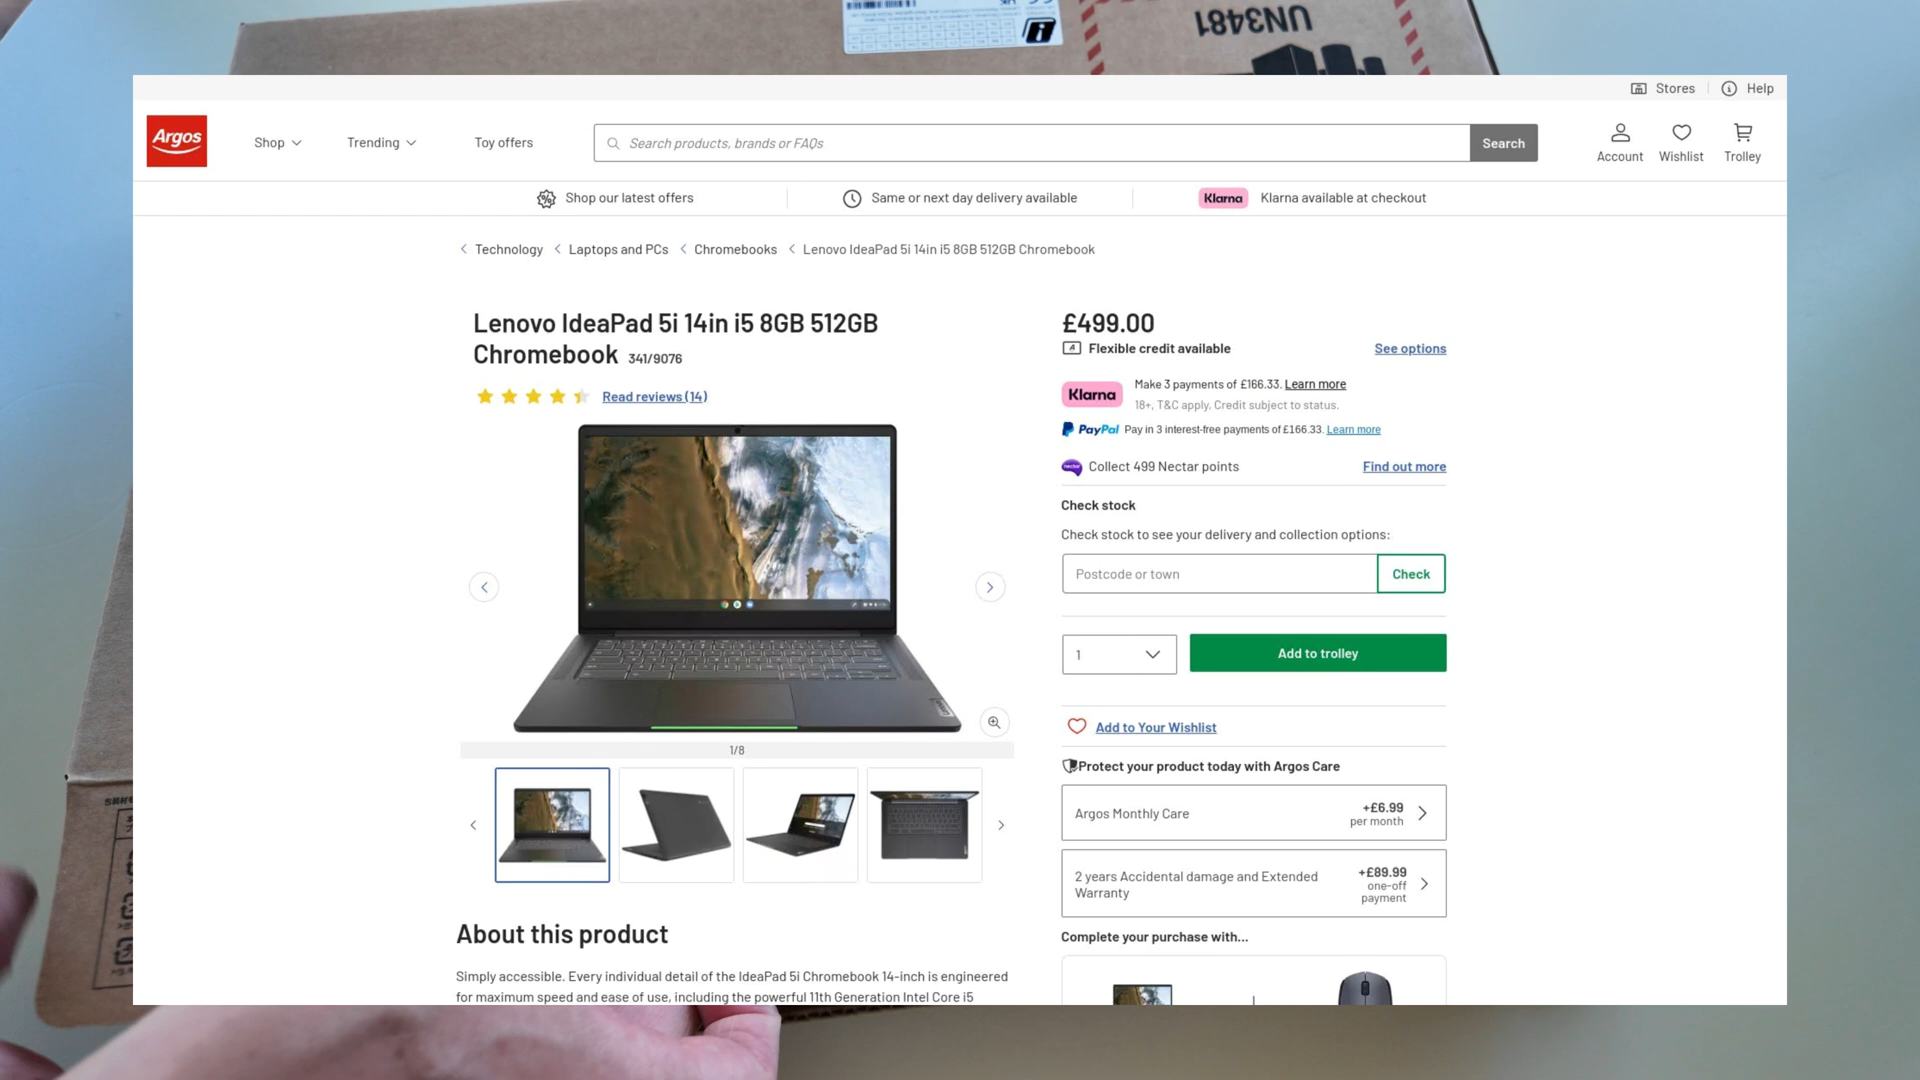 UN3481
Stores
Help
Argos
Shop
Trending
Toy offers
Search products, brands or FAQs
Search
Account
Wishlist
Trolley
Shop our latest offers
Same or next day delivery available
Klarna
Klarna available at checkout
Technology
Laptops and PCs
Chromebooks
Lenovo IdeaPad 5i 14in i5 8GB 512GB Chromebook
Lenovo IdeaPad 5i 14in i5 8GB 512GB
Chromebook 341/9076
Read reviews (14)
1/8
About this product
Simply accessible. Every individual detail of the IdeaPad 5i Chromebook 14-inch is engineered
for maximum speed and ease of use, including the powerful 11th Generation Intel Core i5
£499.00
Flexible credit available
See options
Klarna
Make 3 payments of £166.33. Learn more
18+, T&C apply. Credit subject to status.
PayPal Pay in 3 interest-free payments of £166.33. Learn more
nectar
Collect 499 Nectar points
Find out more
Check stock
Check stock to see your delivery and collection options:
Postcode or town
Check
1
Add to trolley
Add to Your Wishlist
Protect your product today with Argos Care
Argos Monthly Care
+£6.99
per month
2 years Accidental damage and Extended
Warranty
+£89.99
one-off
payment
Complete your purchase with...